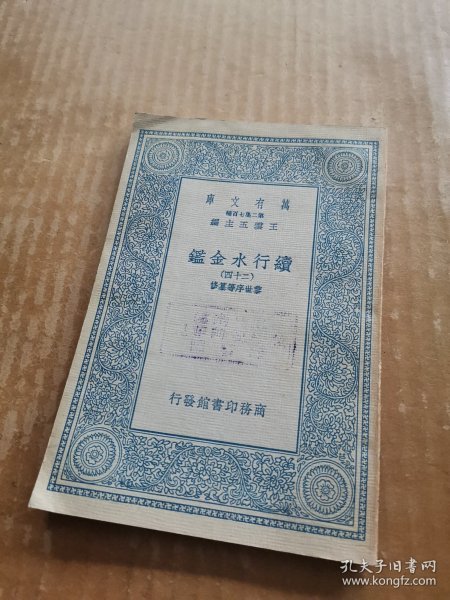 庫文有萬
種百七集二第
編主五雲王
鑑金水行續
(四十二)
修纂等序世黎
行發館書印務商
孔夫子旧书网
www.kongfz.com